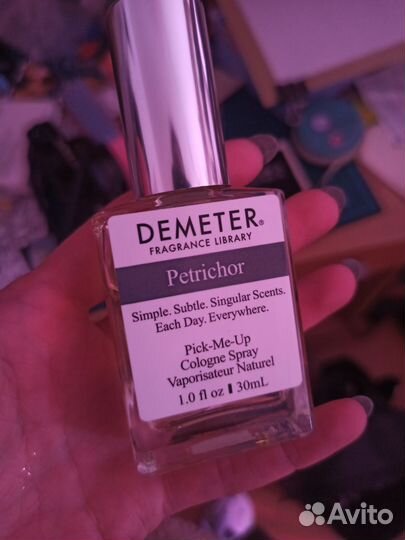 DEMETER®
FRAGRANCE LIBRARY
Petrichor
Simple. Subtle. Singular Scents.
Each Day. Everywhere.
Pick-Me-Up
Cologne Spray
Vaporisateur Naturel
1.0 fl oz ▮ 30mL
Avito